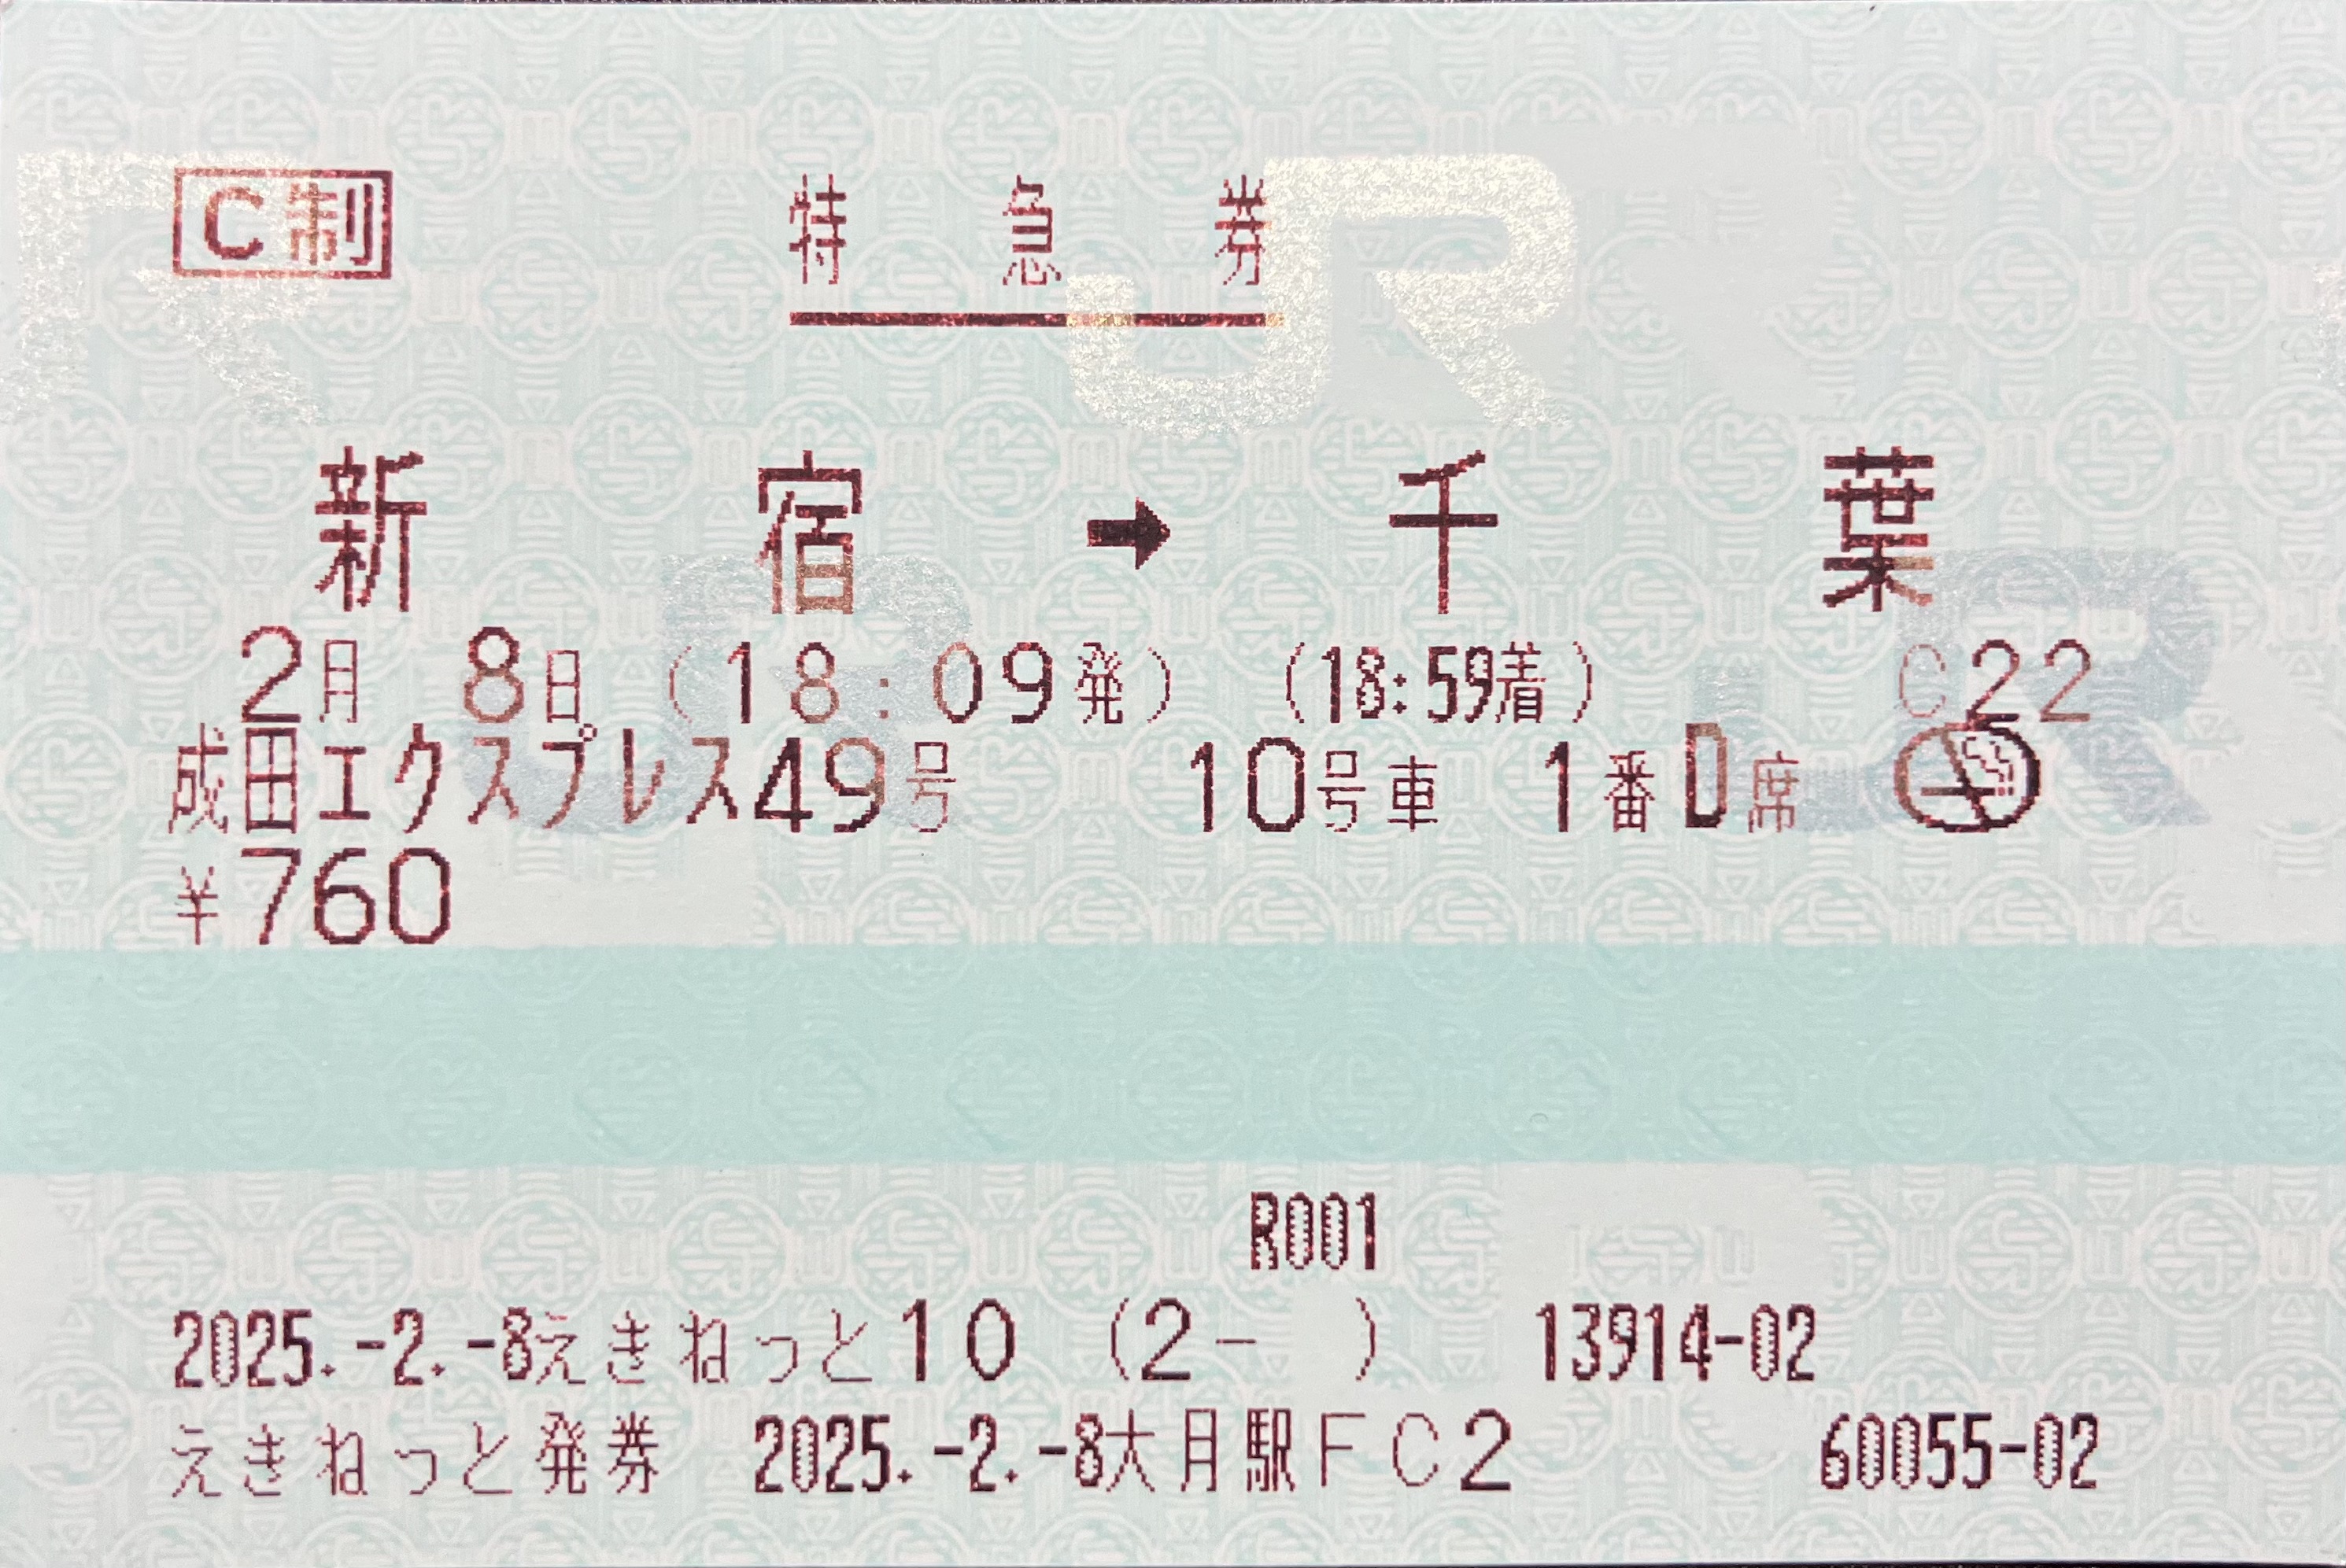 C制 特急券
JR
新宿 ➡ 千葉
2月 8日 (18:09発) (18:59着) C22
成田エクスプレス49号 10号車 1番D席
¥760
R001
2025.-2.-8えきねっと10 (2- ) 13914-02
えきねっと発券 2025.-2.-8大月駅FC2 60055-02